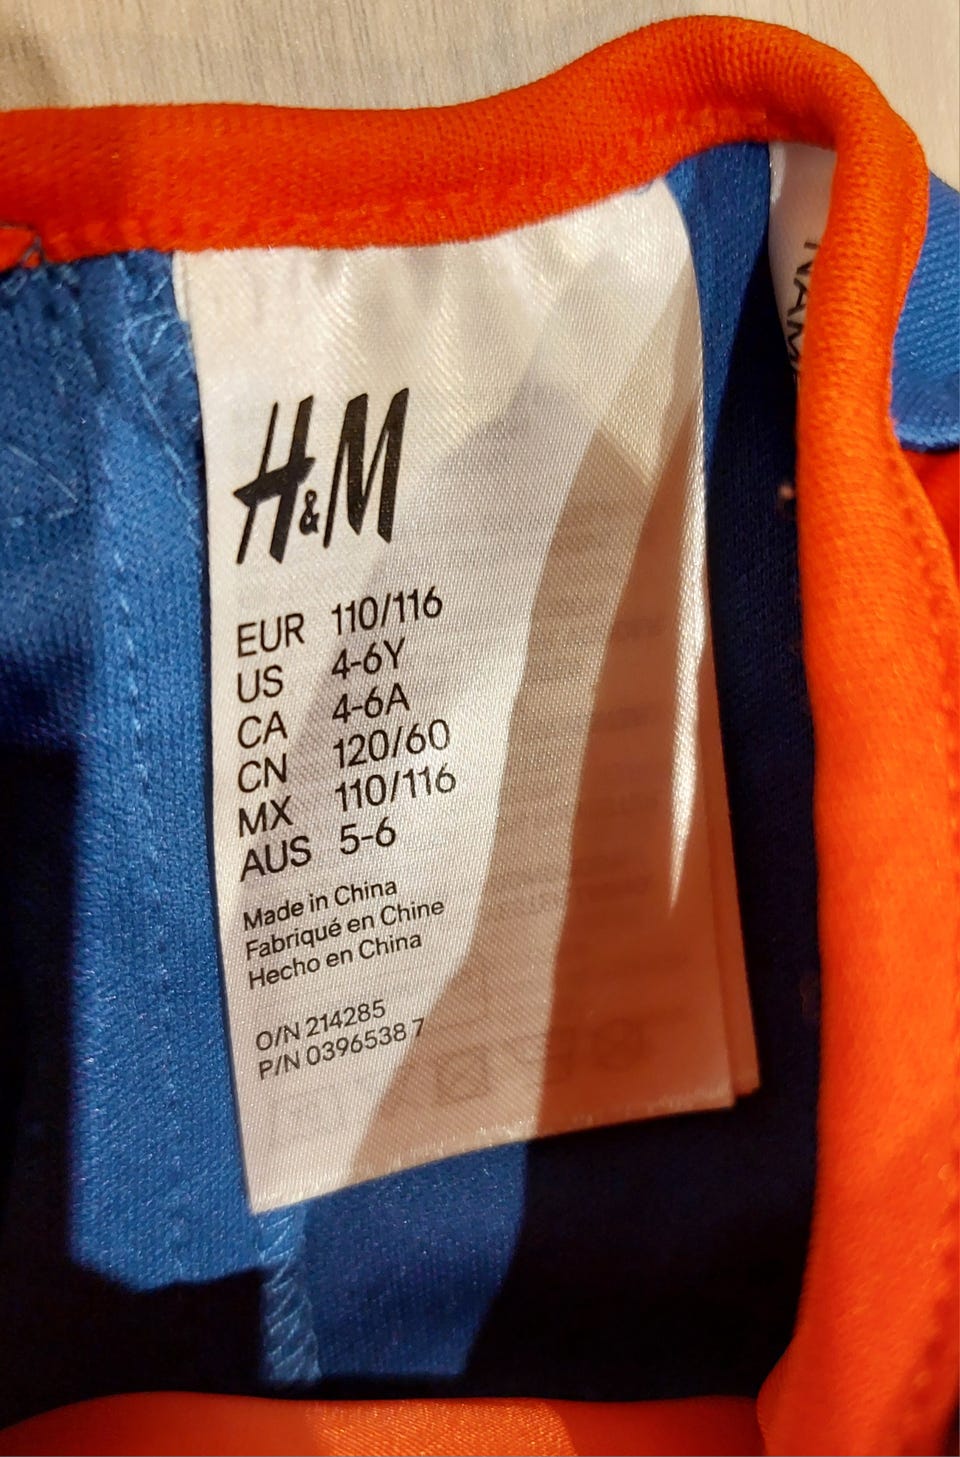 H&M
EUR 110/116
US 4-6Y
CA 4-6A
CN 120/60
MX 110/116
AUS 5-6
Made in China
Fabriqué en Chine
Hecho en China
O/N 214285
P/N 0396538 7